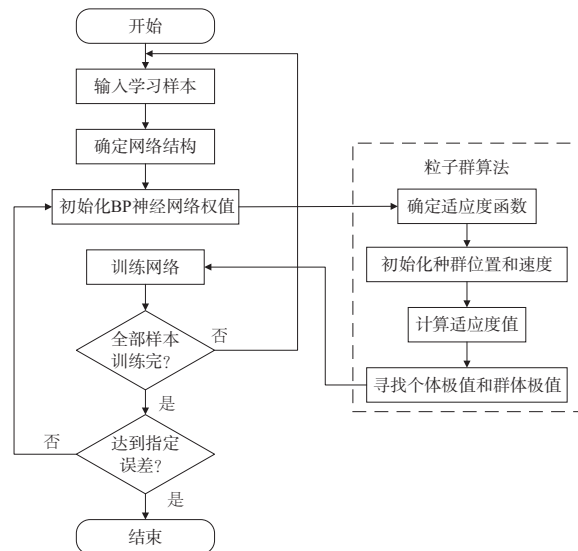 开始
输入学习样本
确定网络结构
初始化BP神经网络权值
训练网络
全部样本
训练完?
否
是
达到指定
误差?
否
是
结束
粒子群算法
确定适应度函数
初始化种群位置和速度
计算适应度值
寻找个体极值和群体极值